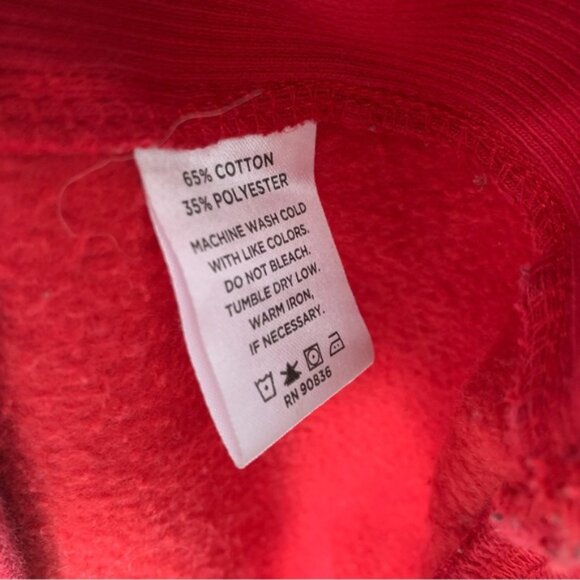 65% COTTON
35% POLYESTER
MACHINE WASH COLD
WITH LIKE COLORS.
DO NOT BLEACH.
TUMBLE DRY LOW.
WARM IRON,
IF NECESSARY.
RN 90836